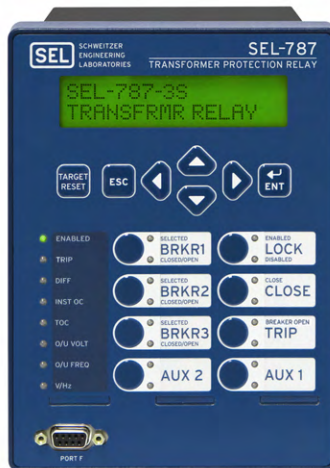 SEL
SCHWEITZER
ENGINEERING
LABORATORIES
SEL-787
TRANSFORMER PROTECTION RELAY
SEL-787-3S
TRANSFRMR RELAY
TARGET
RESET
ESC
ENT
ENABLED
TRIP
DIFF
INST OC
TOC
O/U VOLT
O/U FREQ
V/Hz
SELECTED
BRKR1
CLOSED/OPEN
SELECTED
BRKR2
CLOSED/OPEN
SELECTED
BRKR3
CLOSED/OPEN
AUX 2
ENABLED
LOCK
DISABLED
CLOSE
CLOSE
BREAKER OPEN
TRIP
AUX 1
PORT F